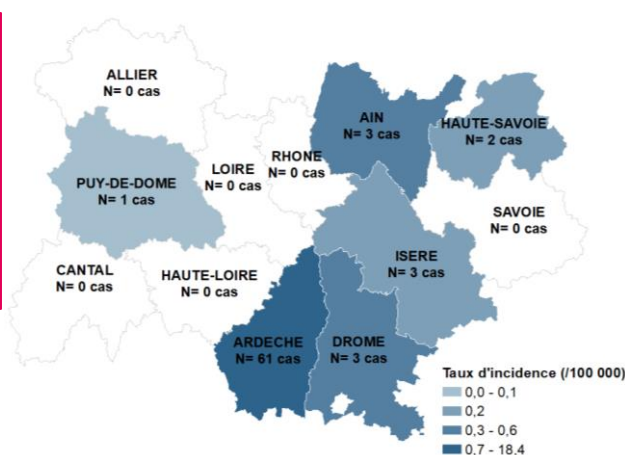 ALLIER
N= 0 cas
AIN
N= 3 cas
HAUTE-SAVOIE
N= 2 cas
RHONE
N= 0 cas
LOIRE
N= 0 cas
PUY-DE-DOME
N= 1 cas
SAVOIE
N= 0 cas
ISERE
N= 3 cas
CANTAL
N= 0 cas
HAUTE-LOIRE
N= 0 cas
ARDECHE
N= 61 cas
DROME
N= 3 cas
Taux d'incidence (/100 000)
0,0 - 0,1
0,2
0,3 - 0,6
0,7 - 18.4